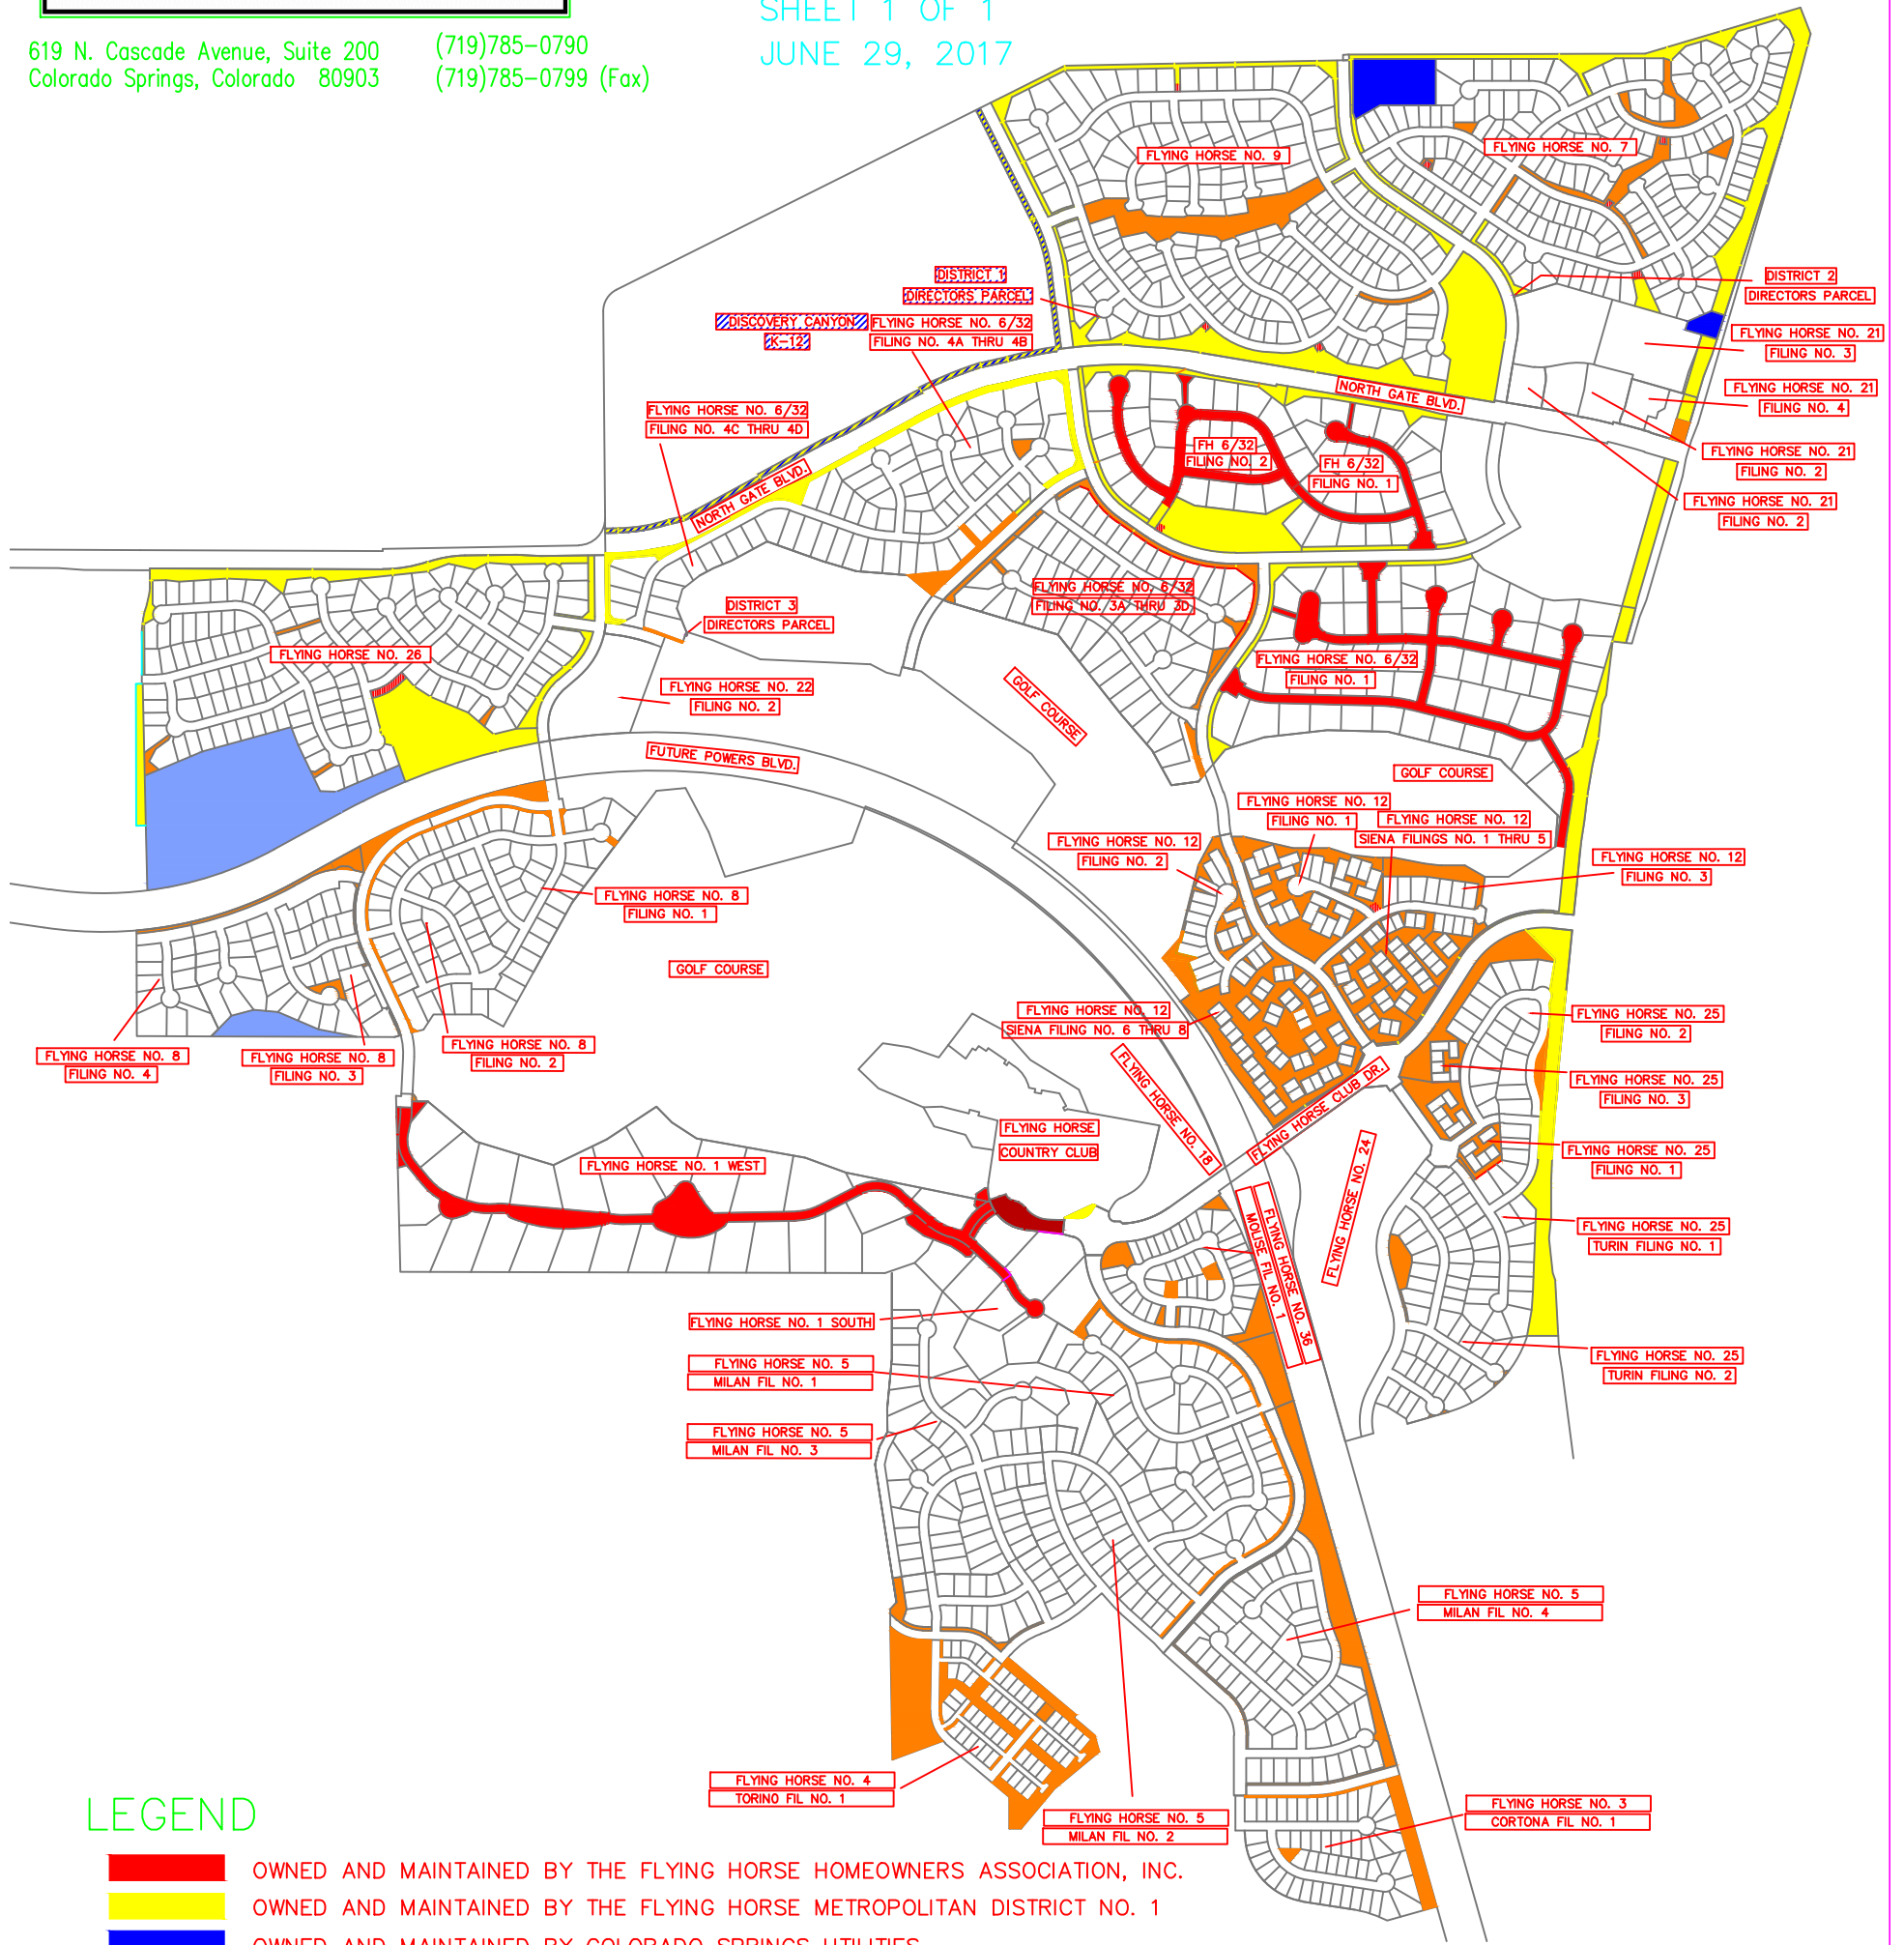 SHEET 1 OF 1
JUNE 29, 2017
619 N. Cascade Avenue, Suite 200 (719)785-0790
Colorado Springs, Colorado 80903 (719)785-0799 (Fax)
FLYING HORSE NO. 9
FLYING HORSE NO. 7
DISTRICT 1
DIRECTORS PARCEL
DISTRICT 2
DIRECTORS PARCEL
DISCOVERY CANYON
K-12
FLYING HORSE NO. 6/32
FILING NO. 4A THRU 4B
FLYING HORSE NO. 21
FILING NO. 3
NORTH GATE BLVD.
FLYING HORSE NO. 21
FILING NO. 4
FLYING HORSE NO. 6/32
FILING NO. 4C THRU 4D
FH 6/32
FILING NO. 2
FH 6/32
FILING NO. 1
FLYING HORSE NO. 21
FILING NO. 2
NORTH GATE BLVD.
FLYING HORSE NO. 21
FILING NO. 2
FLYING HORSE NO. 6/32
FILING NO. 3A THRU 3D
DISTRICT 3
DIRECTORS PARCEL
FLYING HORSE NO. 26
FLYING HORSE NO. 6/32
FILING NO. 1
FLYING HORSE NO. 22
FILING NO. 2
GOLF COURSE
FUTURE POWERS BLVD.
GOLF COURSE
FLYING HORSE NO. 12
FILING NO. 1
FLYING HORSE NO. 12
SIENA FILINGS NO. 1 THRU 5
FLYING HORSE NO. 12
FILING NO. 2
FLYING HORSE NO. 12
FILING NO. 3
FLYING HORSE NO. 8
FILING NO. 1
GOLF COURSE
FLYING HORSE NO. 12
SIENA FILING NO. 6 THRU 8
FLYING HORSE NO. 25
FILING NO. 2
FLYING HORSE NO. 8
FILING NO. 4
FLYING HORSE NO. 8
FILING NO. 3
FLYING HORSE NO. 8
FILING NO. 2
FLYING HORSE NO. 25
FILING NO. 3
FLYING HORSE NO. 18
FLYING HORSE CLUB DR.
FLYING HORSE
COUNTRY CLUB
FLYING HORSE NO. 25
FILING NO. 1
FLYING HORSE NO. 1 WEST
FLYING HORSE NO. 24
FLYING HORSE NO. 36
MOLISE FIL NO. 1
FLYING HORSE NO. 25
TURIN FILING NO. 1
FLYING HORSE NO. 1 SOUTH
FLYING HORSE NO. 5
MILAN FIL NO. 1
FLYING HORSE NO. 25
TURIN FILING NO. 2
FLYING HORSE NO. 5
MILAN FIL NO. 3
FLYING HORSE NO. 5
MILAN FIL NO. 4
FLYING HORSE NO. 4
TORINO FIL NO. 1
FLYING HORSE NO. 5
MILAN FIL NO. 2
FLYING HORSE NO. 3
CORTONA FIL NO. 1
LEGEND
OWNED AND MAINTAINED BY THE FLYING HORSE HOMEOWNERS ASSOCIATION, INC.
OWNED AND MAINTAINED BY THE FLYING HORSE METROPOLITAN DISTRICT NO. 1
OWNED AND MAINTAINED BY COLORADO SPRINGS UTILITIES